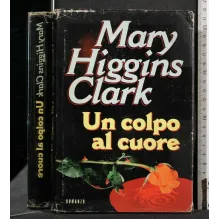 Mary
Higgins
Clark
Un colpo
al cuore
ROMANZO
Mary Higgins Clark Un colpo al cuore